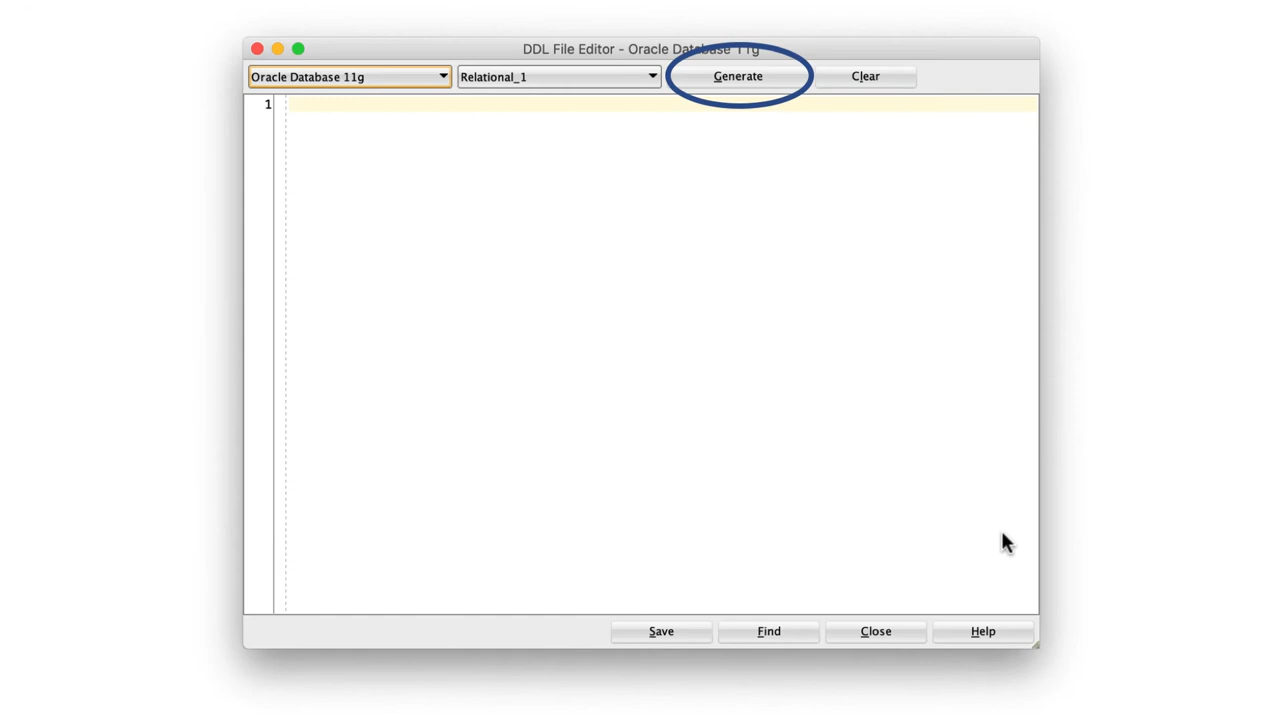 DDL File Editor - Oracle Database 11g
Oracle Database 11g Relational_1 Generate Clear
1
Save Find Close Help